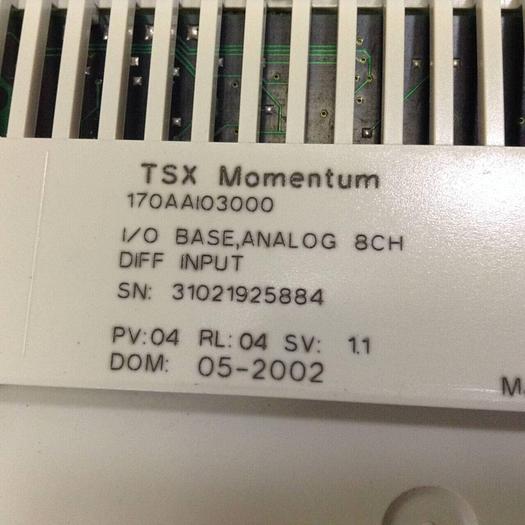 TSX Momentum
170AAI03000
I/O BASE,ANALOG 8CH
DIFF INPUT
SN: 31021925884
PV:04 RL:04 SV: 1.1
DOM: 05-2002